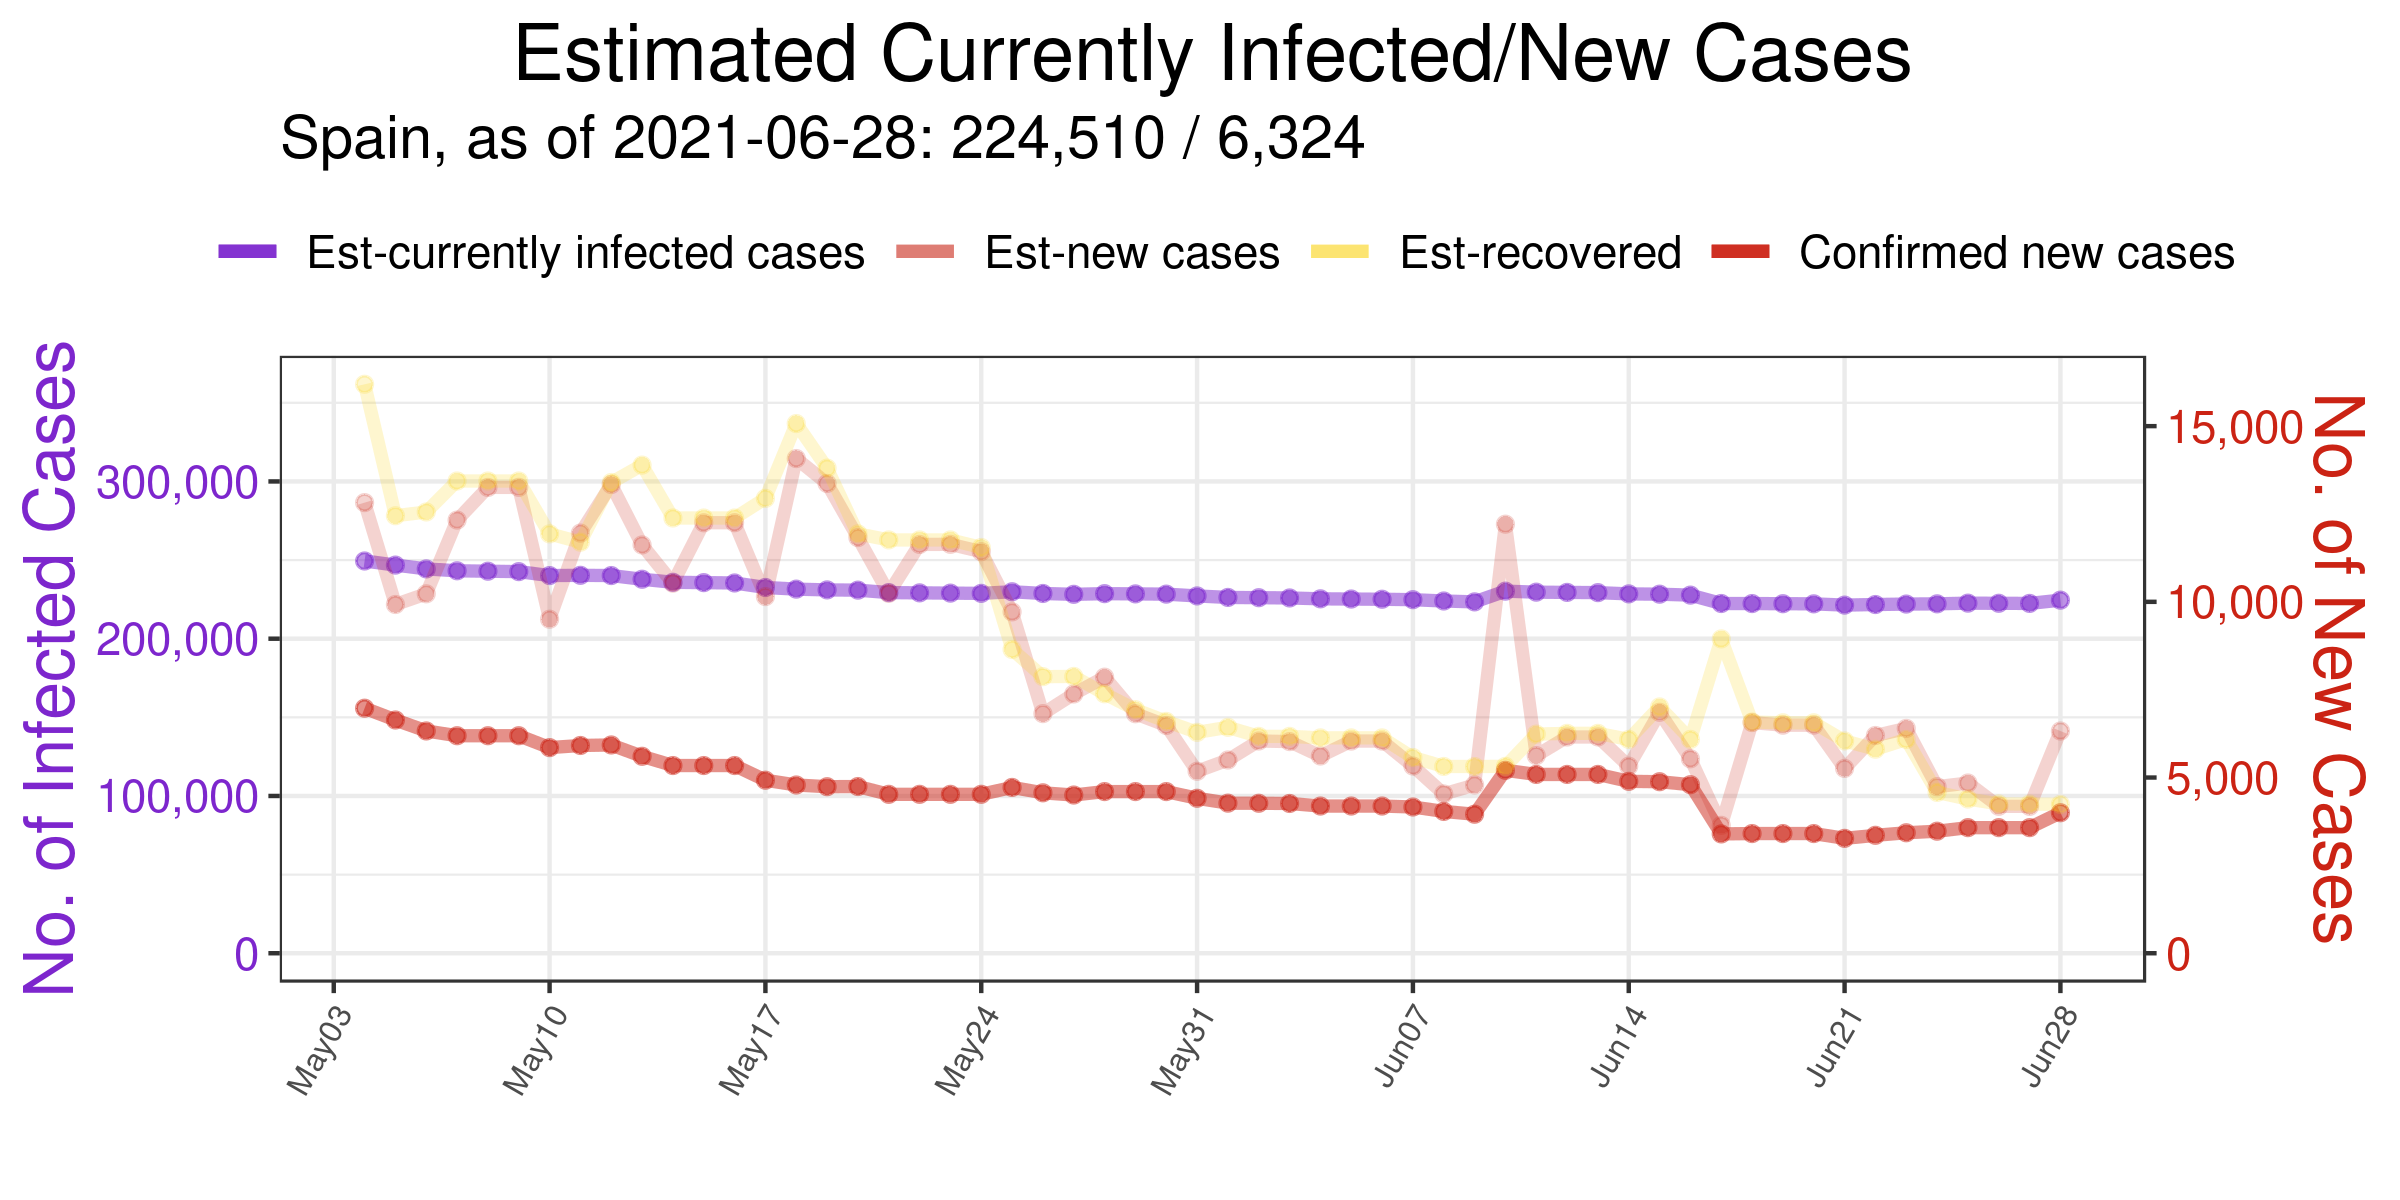 Estimated Currently Infected/New Cases
Spain, as of 2021-06-28: 224,510 / 6,324
Est-currently infected cases Est-new cases Est-recovered Confirmed new cases
No. of Infected Cases
300,000
200,000
100,000
0
15,000
10,000
5,000
0
No. of New Cases
May03 May10 May17 May24 May31 Jun07 Jun14 Jun21 Jun28